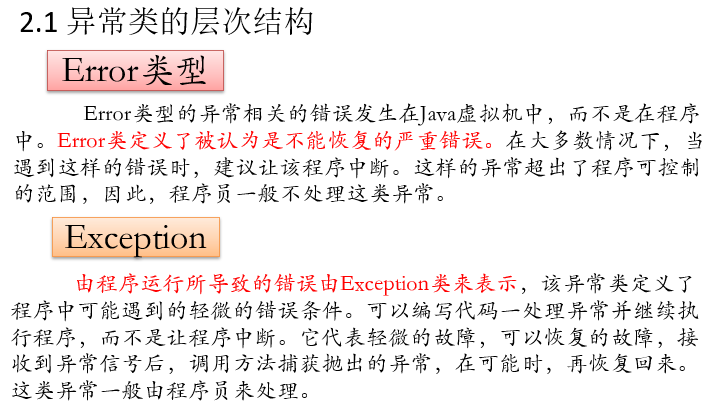 2.1 异常类的层次结构
Error类型
Error类型的异常相关的错误发生在Java虚拟机中，而不是在程序
中。Error类定义了被认为是不能恢复的严重错误。在大多数情况下，当
遇到这样的错误时，建议让该程序中断。这样的异常超出了程序可控制
的范围，因此，程序员一般不处理这类异常。
Exception
由程序运行所导致的错误由Exception类来表示，该异常类定义了
程序中可能遇到的轻微的错误条件。可以编写代码一处理异常并继续执
行程序，而不是让程序中断。它代表轻微的故障，可以恢复的故障，接
收到异常信号后，调用方法捕获抛出的异常，在可能时，再恢复回来。
这类异常一般由程序员来处理。